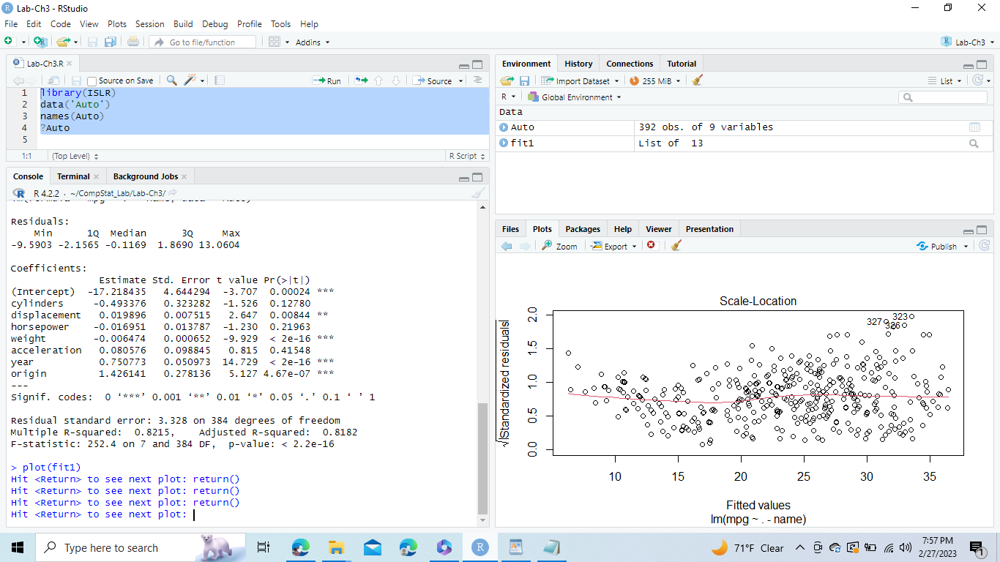 Lab-Ch3 - RStudio
File Edit Code View Plots Session Build Debug Profile Tools Help
Go to file/function Addins Lab-Ch3
Lab-Ch3.R
Source on Save Run Source
1 library(ISLR)
2 data('Auto')
3 names(Auto)
4 ?Auto
5
1:1 (Top Level) R Script
Console Terminal Background Jobs
R 4.2.2 · ~/CompStat_Lab/Lab-Ch3/
Residuals:
Min 1Q Median 3Q Max
-9.5903 -2.1565 -0.1169 1.8690 13.0604
Coefficients:
Estimate Std. Error t value Pr(>|t|)
(Intercept) -17.218435 4.644294 -3.707 0.00024 ***
cylinders -0.493376 0.323282 -1.526 0.12780
displacement 0.019896 0.007515 2.647 0.00844 **
horsepower -0.016951 0.013787 -1.230 0.21963
weight -0.006474 0.000652 -9.929 < 2e-16 ***
acceleration 0.080576 0.098845 0.815 0.41548
year 0.750773 0.050973 14.729 < 2e-16 ***
origin 1.426141 0.278136 5.127 4.67e-07 ***
---
Signif. codes: 0 ‘***’ 0.001 ‘**’ 0.01 ‘*’ 0.05 ‘.’ 0.1 ‘ ’ 1
Residual standard error: 3.328 on 384 degrees of freedom
Multiple R-squared: 0.8215, Adjusted R-squared: 0.8182
F-statistic: 252.4 on 7 and 384 DF, p-value: < 2.2e-16
> plot(fit1)
Hit <Return> to see next plot: return()
Hit <Return> to see next plot: return()
Hit <Return> to see next plot: return()
Hit <Return> to see next plot:
Environment History Connections Tutorial
Import Dataset 255 MiB List
R Global Environment
Data
Auto 392 obs. of 9 variables
fit1 List of 13
Files Plots Packages Help Viewer Presentation
Zoom Export Publish
Scale-Location
√|Standardized residuals|
2.0
1.5
1.0
0.5
0.0
323
327
326
10 15 20 25 30 35
Fitted values
lm(mpg ~ . - name)
Type here to search
71°F Clear
7:57 PM
2/27/2023
1